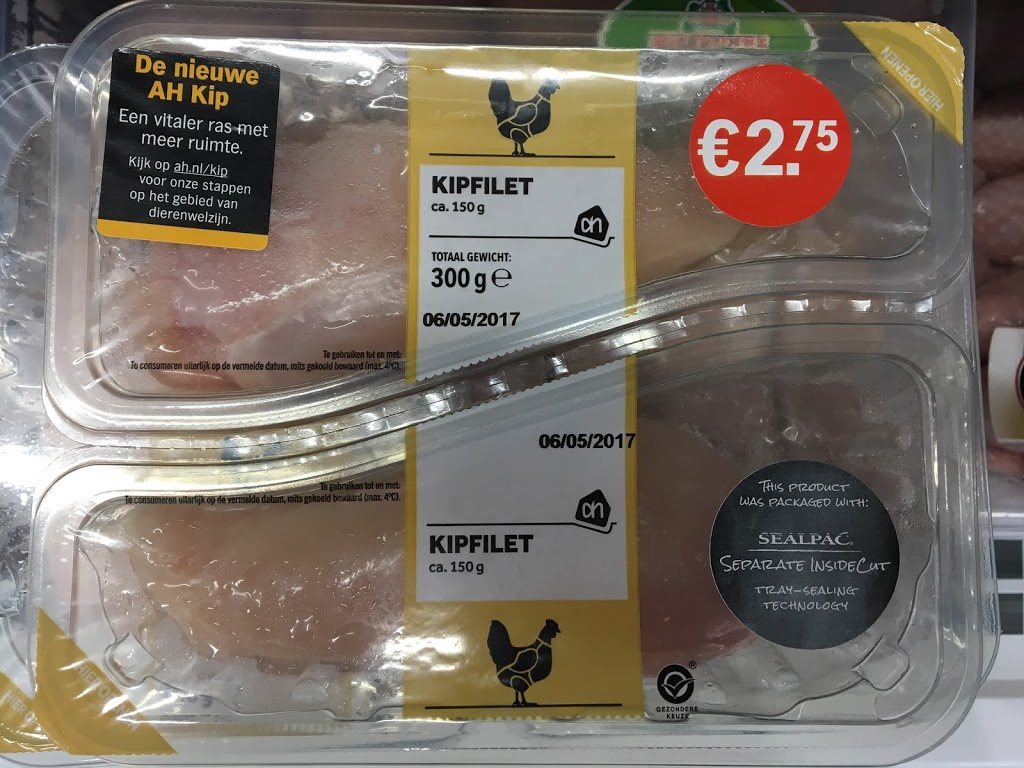 De nieuwe
AH Kip
Een vitaler ras met
meer ruimte.
Kijk op ah.nl/kip
voor onze stappen
op het gebied van
dierenwelzijn.
HIER OPENEN
€2.75
KIPFILET
ca. 150 g
ah
TOTAAL GEWICHT:
300 g ℮
06/05/2017
Te gebruiken tot en met:
Te consumeren uiterlijk op de vermelde datum, mits gekoeld bewaard (max. 4°C).
06/05/2017
Te gebruiken tot en met:
Te consumeren uiterlijk op de vermelde datum, mits gekoeld bewaard (max. 4°C).
ah
KIPFILET
ca. 150 g
THIS PRODUCT
WAS PACKAGED WITH:
SEALPAC
SEPARATE INSIDECUT
TRAY-SEALING
TECHNOLOGY
®
GEZONDERE
KEUZE